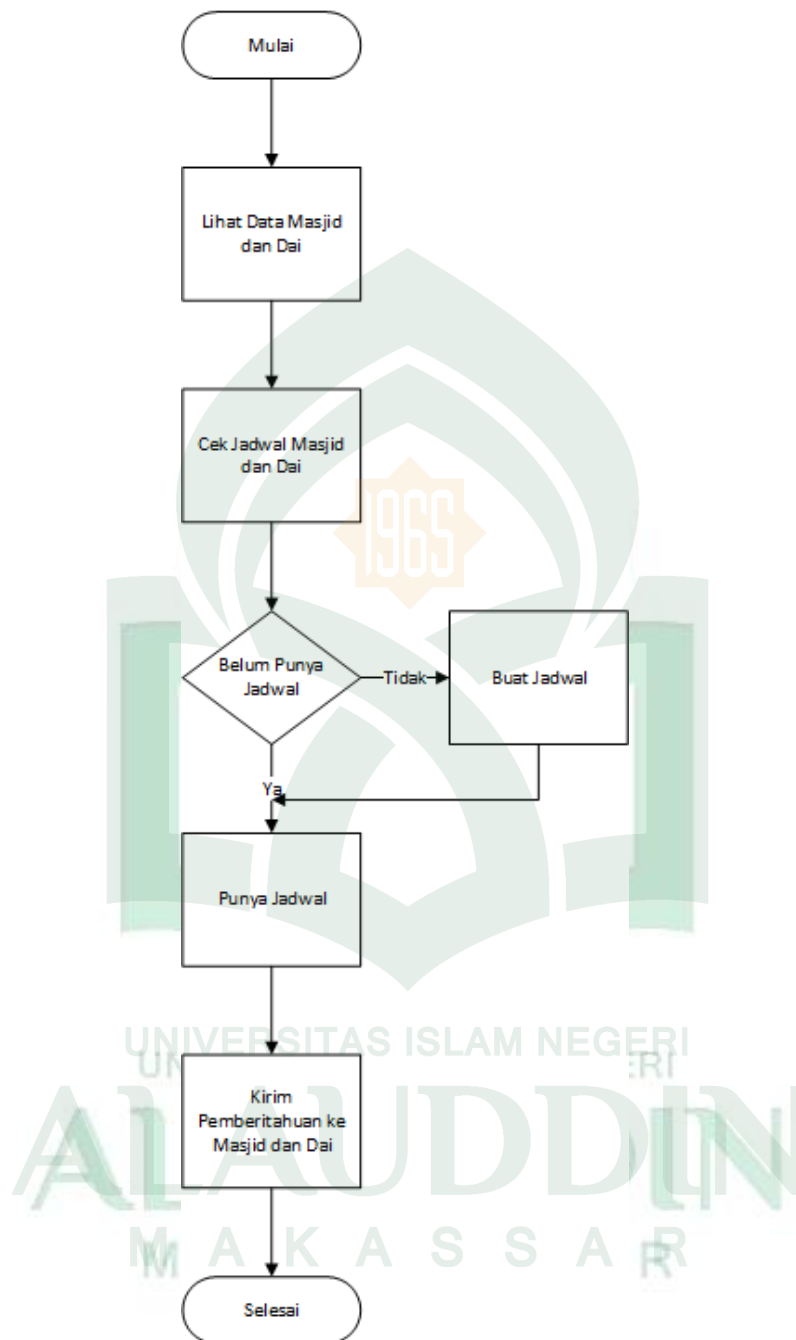 Mulai
Lihat Data Masjid
dan Dai
Cek Jadwal Masjid
dan Dai
1965
Belum Punya
Jadwal
Tidak
Buat Jadwal
Ya
Punya Jadwal
UNIVERSITAS ISLAM NEGERI
Kirim
Pemberitahuan ke
Masjid dan Dai
ALAUDDIN
MAKASSAR
Selesai